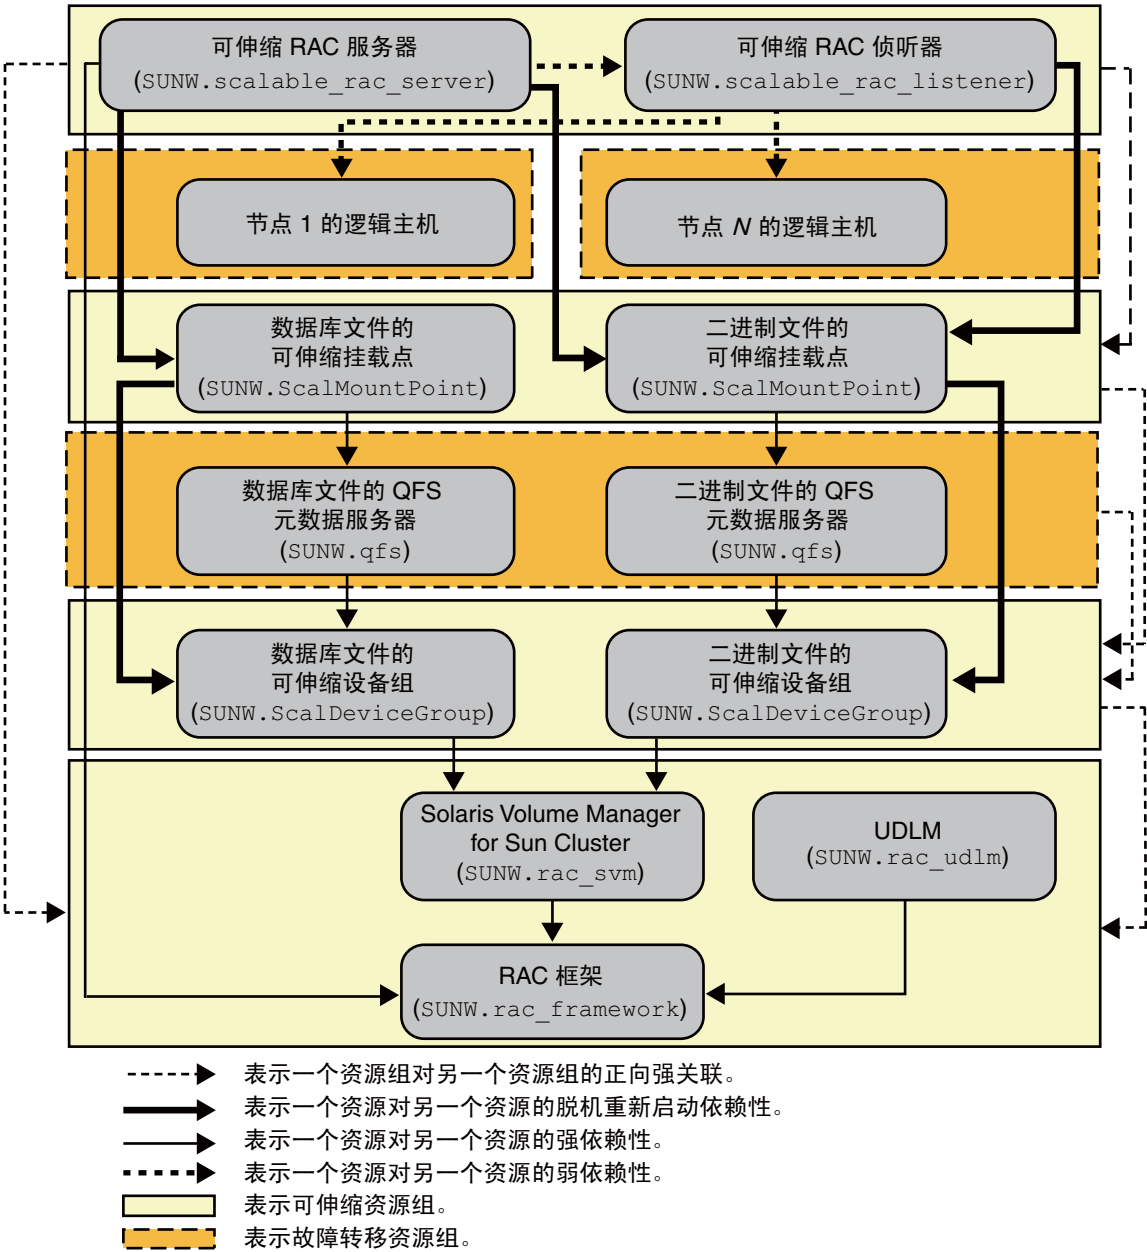 可伸缩 RAC 服务器
(SUNW.scalable_rac_server)
可伸缩 RAC 侦听器
(SUNW.scalable_rac_listener)
节点 1 的逻辑主机
节点 N 的逻辑主机
数据库文件的
可伸缩挂载点
(SUNW.ScalMountPoint)
二进制文件的
可伸缩挂载点
(SUNW.ScalMountPoint)
数据库文件的 QFS
元数据服务器
(SUNW.qfs)
二进制文件的 QFS
元数据服务器
(SUNW.qfs)
数据库文件的
可伸缩设备组
(SUNW.ScalDeviceGroup)
二进制文件的
可伸缩设备组
(SUNW.ScalDeviceGroup)
Solaris Volume Manager
for Sun Cluster
(SUNW.rac_svm)
UDLM
(SUNW.rac_udlm)
RAC 框架
(SUNW.rac_framework)
表示一个资源组对另一个资源组的正向强关联。
表示一个资源对另一个资源的脱机重新启动依赖性。
表示一个资源对另一个资源的强依赖性。
表示一个资源对另一个资源的弱依赖性。
表示可伸缩资源组。
表示故障转移资源组。